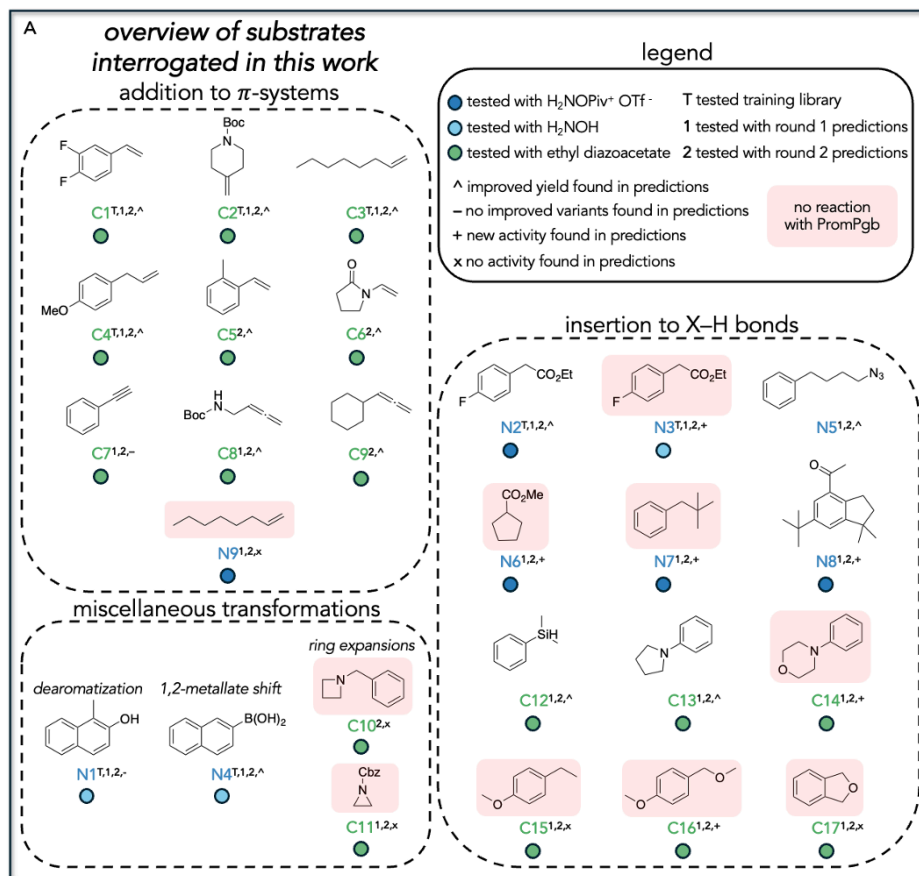 A
overview of substrates
interrogated in this work
addition to π-systems
Boc
N
F
F
C1T,1,2,^
C2T,1,2,^
C3T,1,2,^
MeO
O
N
C4T,1,2,^
C52,^
C62,^
H
N
Boc
C71,2,–
C81,2,^
C92,^
N91,2,x
legend
tested with H2NOPiv+ OTf -
tested with H2NOH
tested with ethyl diazoacetate
T tested training library
1 tested with round 1 predictions
2 tested with round 2 predictions
^ improved yield found in predictions
– no improved variants found in predictions
+ new activity found in predictions
x no activity found in predictions
no reaction
with PromPgb
insertion to X–H bonds
CO2Et
F
CO2Et
F
N3
N2T,1,2,^
N3T,1,2,+
N51,2,^
CO2Me
O
N61,2,+
N71,2,+
N81,2,+
SiH
N
N
O
C121,2,^
C131,2,^
C141,2,+
O
O
O
O
C151,2,x
C161,2,+
C171,2,x
miscellaneous transformations
ring expansions
dearomatization
1,2-metallate shift
N
OH
B(OH)2
C102,x
N1T,1,2,-
N4T,1,2,^
Cbz
N
C111,2,x